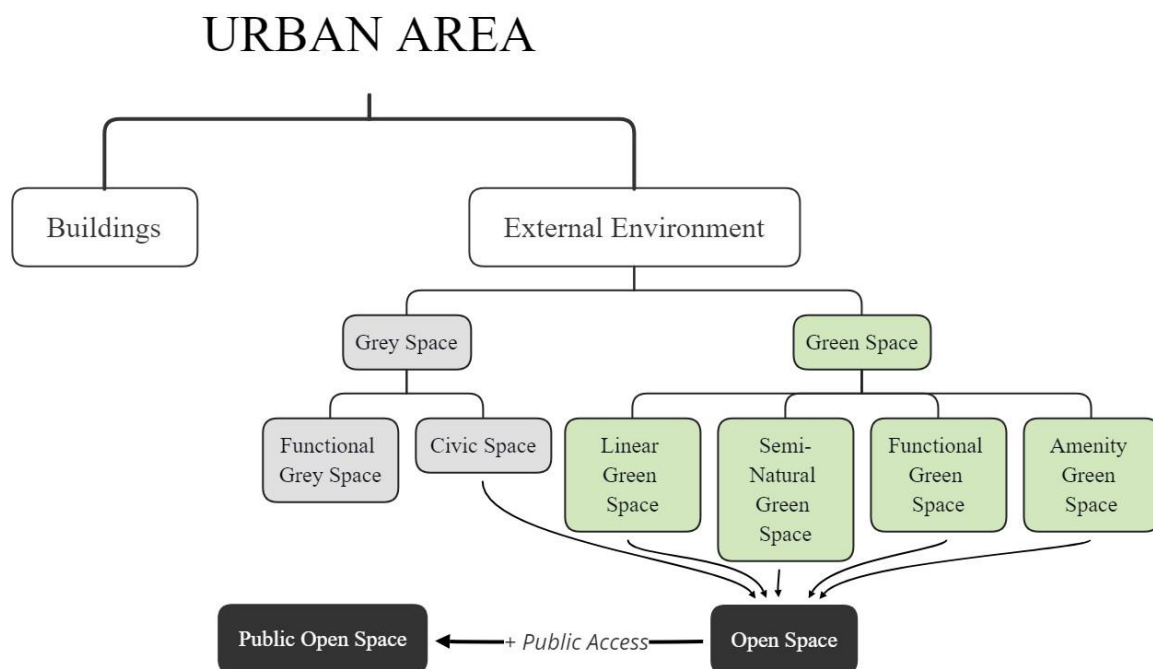 URBAN AREA
Buildings
External Environment
Grey Space
Green Space
Functional
Grey Space
Civic Space
Linear
Green
Space
Semi-
Natural
Green
Space
Functional
Green
Space
Amenity
Green
Space
Public Open Space
+ Public Access
Open Space